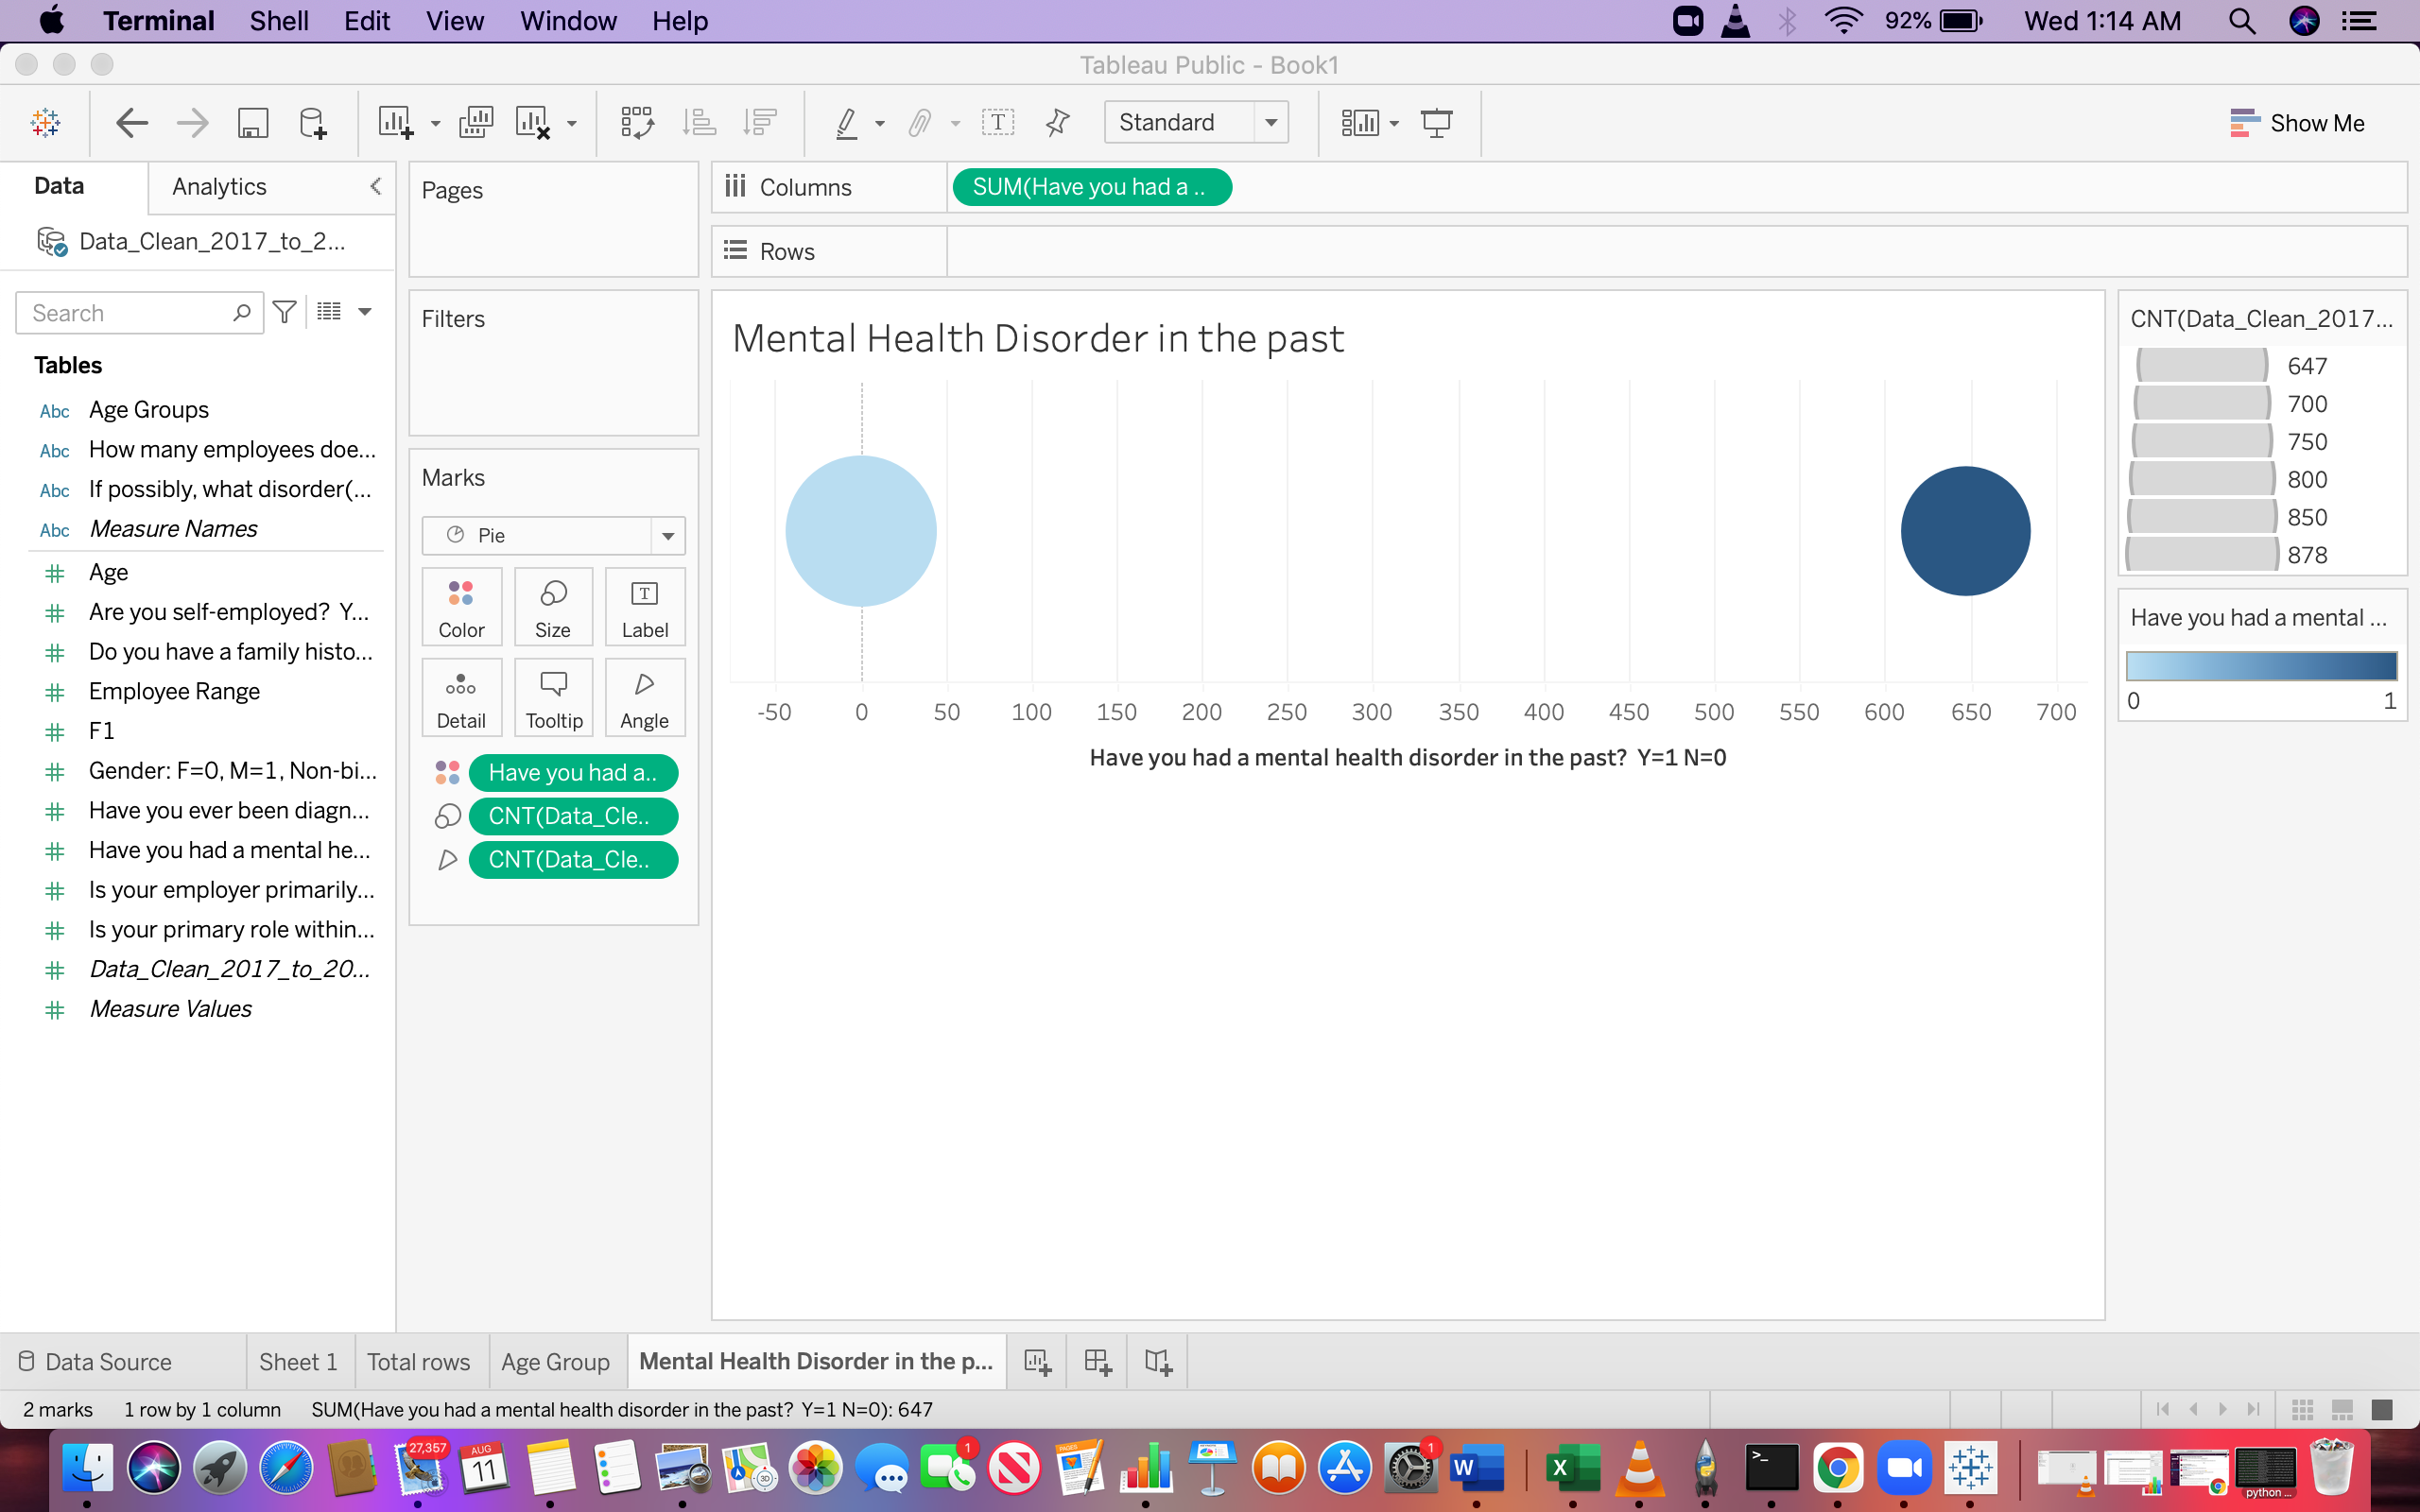 Terminal Shell Edit View Window Help 92% Wed 1:14 AM
Tableau Public - Book1
Standard Show Me
Data Analytics
Data_Clean_2017_to_2...
Search
Tables
Abc Age Groups
Abc How many employees doe...
Abc If possibly, what disorder(...
Abc Measure Names
Age
Are you self-employed? Y...
Do you have a family histo...
Employee Range
F1
Gender: F=0, M=1, Non-bi...
Have you ever been diagn...
Have you had a mental he...
Is your employer primarily...
Is your primary role within...
Data_Clean_2017_to_20...
Measure Values
Pages
Filters
Marks
Pie
Color Size Label
Detail Tooltip Angle
Have you had a..
CNT(Data_Cle..
CNT(Data_Cle..
Columns SUM(Have you had a ..
Rows
Mental Health Disorder in the past
-50 0 50 100 150 200 250 300 350 400 450 500 550 600 650 700
Have you had a mental health disorder in the past? Y=1 N=0
CNT(Data_Clean_2017...
647
700
750
800
850
878
Have you had a mental ...
0 1
Data Source Sheet 1 Total rows Age Group Mental Health Disorder in the p...
2 marks 1 row by 1 column SUM(Have you had a mental health disorder in the past? Y=1 N=0): 647
27,357 AUG 11 1 1
PAGES
3D
W X >_
python ...